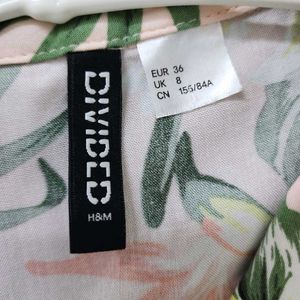 DIVIDED
H&M
EUR 36
UK 8
CN 155/84A